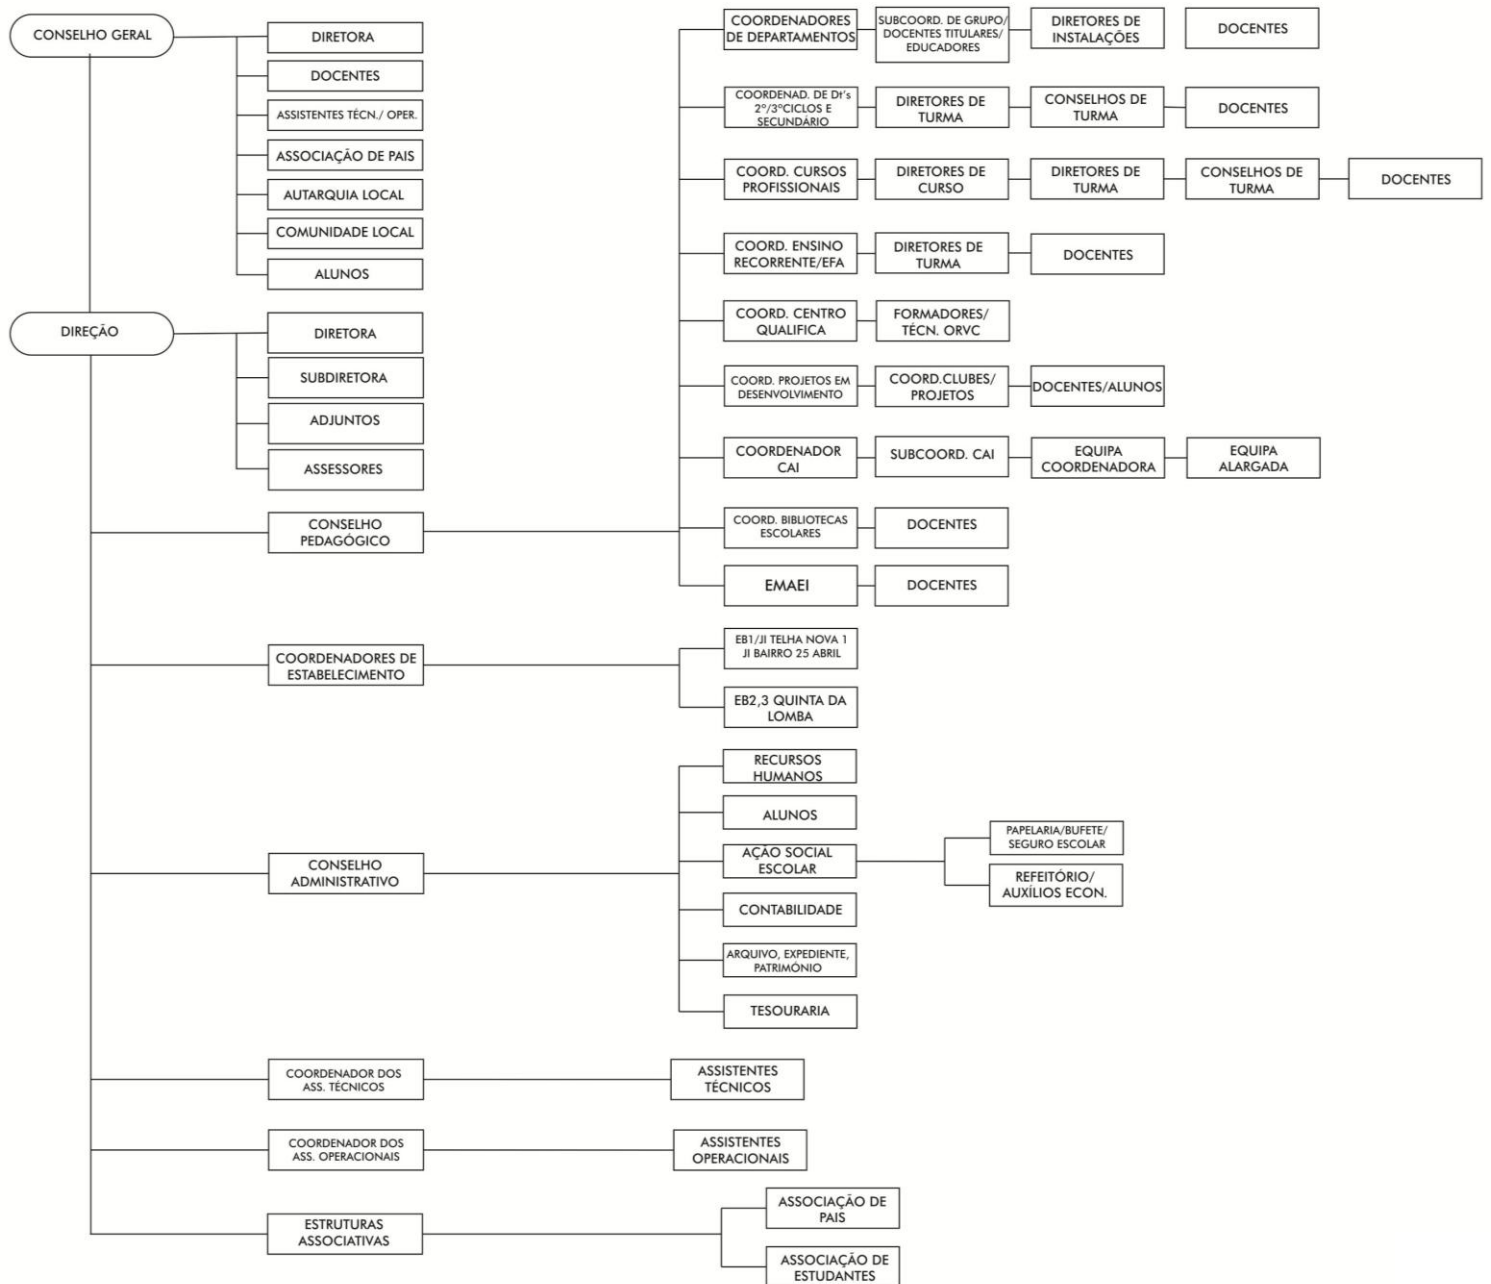 CONSELHO GERAL
DIRETORA
DOCENTES
ASSISTENTES TÉCN./ OPER.
ASSOCIAÇÃO DE PAIS
AUTARQUIA LOCAL
COMUNIDADE LOCAL
ALUNOS
DIREÇÃO
DIRETORA
SUBDIRETORA
ADJUNTOS
ASSESSORES
CONSELHO
PEDAGÓGICO
COORDENADORES
DE DEPARTAMENTOS
SUBCOORD. DE GRUPO/
DOCENTES TITULARES/
EDUCADORES
DIRETORES DE
INSTALAÇÕES
DOCENTES
COORDENAD. DE Dt's
2º/3ºCICLOS E
SECUNDÁRIO
DIRETORES DE
TURMA
CONSELHOS DE
TURMA
DOCENTES
COORD. CURSOS
PROFISSIONAIS
DIRETORES DE
CURSO
DIRETORES DE
TURMA
CONSELHOS DE
TURMA
DOCENTES
COORD. ENSINO
RECORRENTE/EFA
DIRETORES DE
TURMA
DOCENTES
COORD. CENTRO
QUALIFICA
FORMADORES/
TÉCN. ORVC
COORD. PROJETOS EM
DESENVOLVIMENTO
COORD.CLUBES/
PROJETOS
DOCENTES/ALUNOS
COORDENADOR
CAI
SUBCOORD. CAI
EQUIPA
COORDENADORA
EQUIPA
ALARGADA
COORD. BIBLIOTECAS
ESCOLARES
DOCENTES
EMAEI
DOCENTES
COORDENADORES DE
ESTABELECIMENTO
EB1/JI TELHA NOVA 1
JI BAIRRO 25 ABRIL
EB2,3 QUINTA DA
LOMBA
CONSELHO
ADMINISTRATIVO
RECURSOS
HUMANOS
ALUNOS
AÇÃO SOCIAL
ESCOLAR
PAPELARIA/BUFETE/
SEGURO ESCOLAR
REFEITÓRIO/
AUXÍLIOS ECON.
CONTABILIDADE
ARQUIVO, EXPEDIENTE,
PATRIMÓNIO
TESOURARIA
COORDENADOR DOS
ASS. TÉCNICOS
ASSISTENTES
TÉCNICOS
COORDENADOR DOS
ASS. OPERACIONAIS
ASSISTENTES
OPERACIONAIS
ESTRUTURAS
ASSOCIATIVAS
ASSOCIAÇÃO DE
PAIS
ASSOCIAÇÃO DE
ESTUDANTES